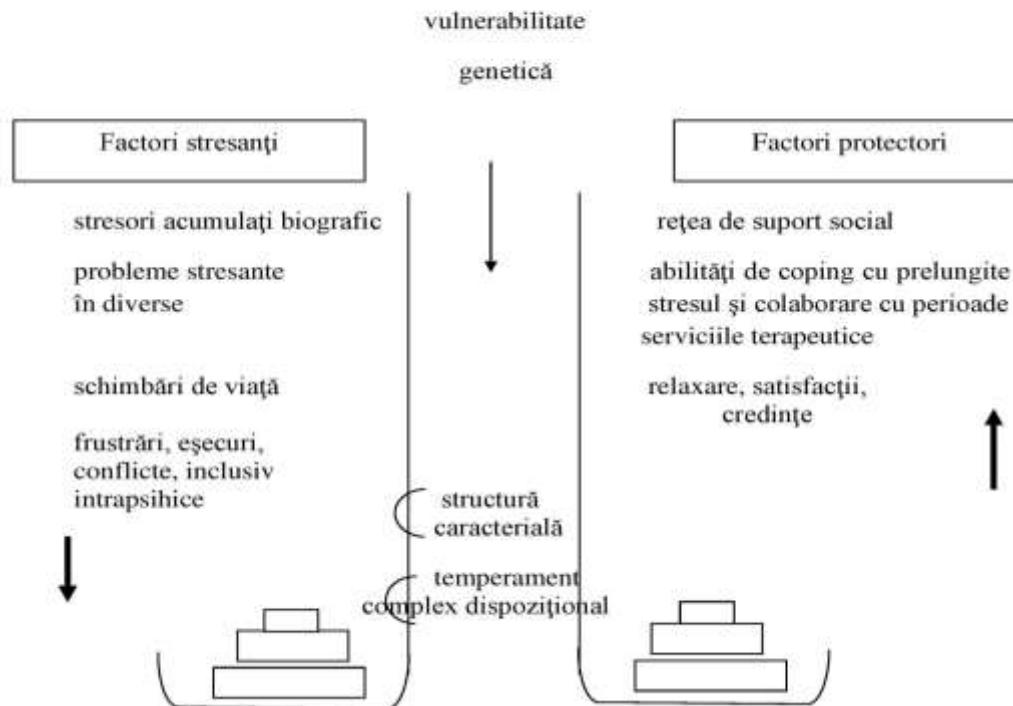 vulnerabilitate
genetică
Factori stresanţi
stresori acumulaţi biografic
probleme stresante
în diverse
schimbări de viaţă
frustrări, eşecuri,
conflicte, inclusiv
intrapsihice
structură
caracterială
temperament
complex dispoziţional
Factori protectori
reţea de suport social
abilităţi de coping cu prelungite
stresul şi colaborare cu perioade
serviciile terapeutice
relaxare, satisfacţii,
credinţe